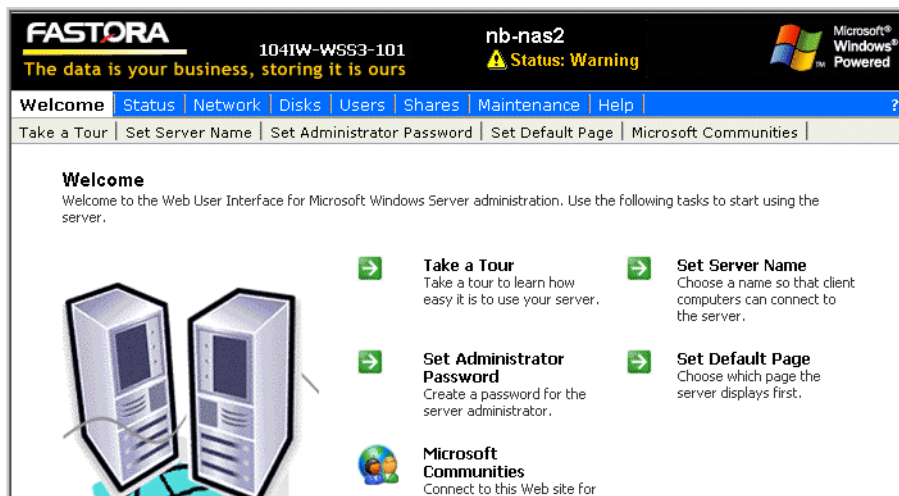 FASTORA
104IW-WSS3-101
The data is your business, storing it is ours
nb-nas2
Status: Warning
Microsoft®
Windows®
Powered
TM
Welcome | Status | Network | Disks | Users | Shares | Maintenance | Help | ?
Take a Tour | Set Server Name | Set Administrator Password | Set Default Page | Microsoft Communities |
Welcome
Welcome to the Web User Interface for Microsoft Windows Server administration. Use the following tasks to start using the
server.
Take a Tour
Take a tour to learn how
easy it is to use your server.
Set Server Name
Choose a name so that client
computers can connect to
the server.
Set Administrator
Password
Create a password for the
server administrator.
Set Default Page
Choose which page the
server displays first.
Microsoft
Communities
Connect to this Web site for